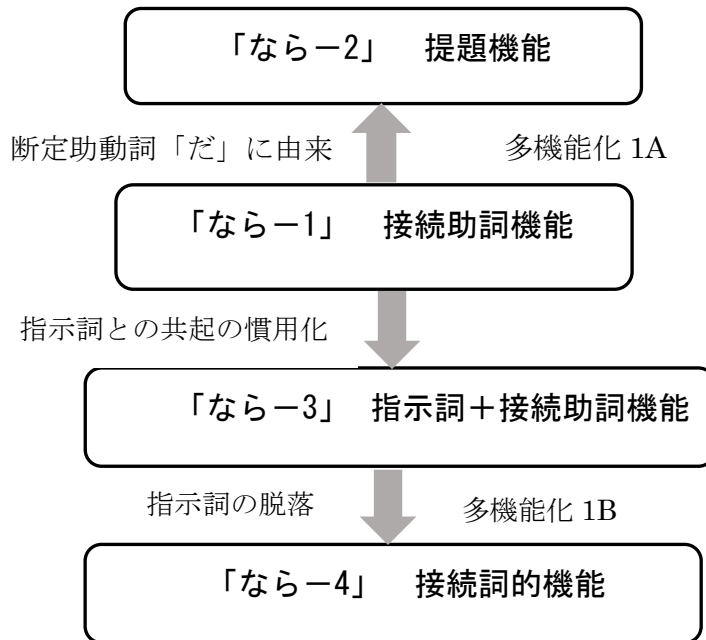 「なら－2」 提題機能
断定助動詞「だ」に由来 多機能化 1A
「なら－1」 接続助詞機能
指示詞との共起の慣用化
「なら－3」 指示詞＋接続助詞機能
指示詞の脱落 多機能化 1B
「なら－4」 接続詞的機能